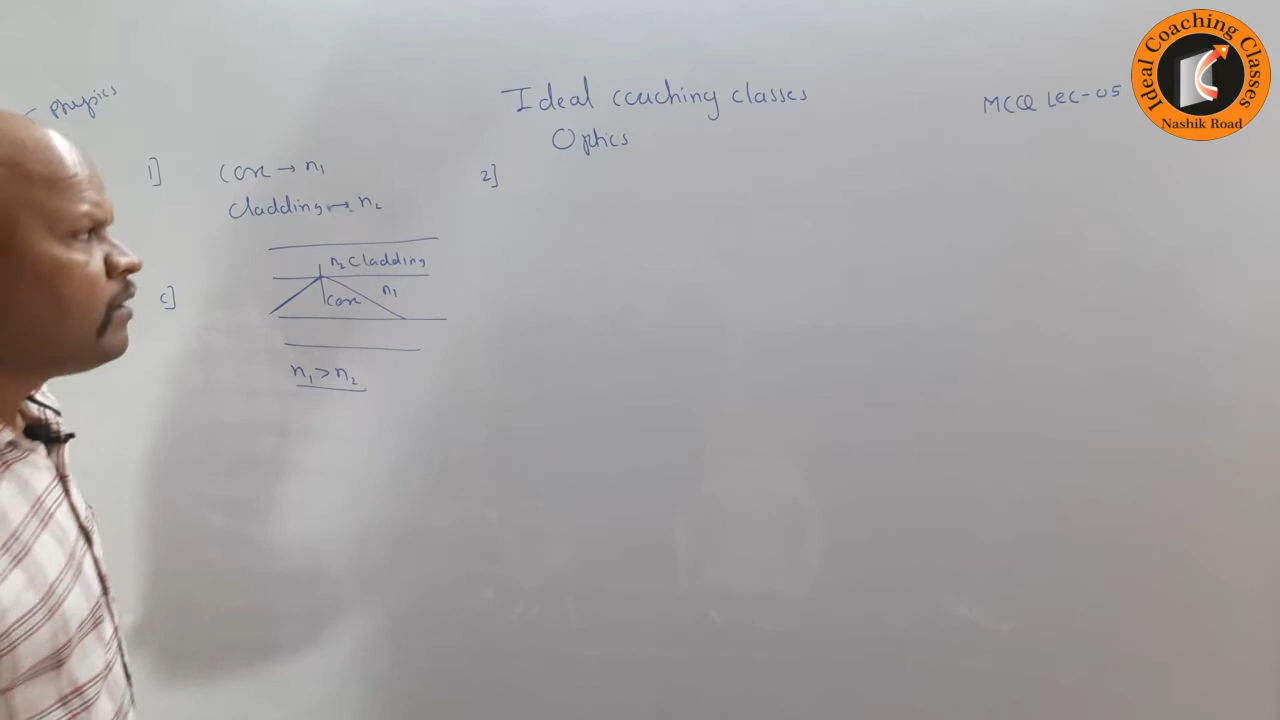 Physics
Ideal couching classes
MCQ Lec-05
Optics
1] Core → n₁
cladding → n₂
n₂ Cladding
n₁
Core
c]
n₁ > n₂
2]
Ideal Coaching Classes
Nashik Road